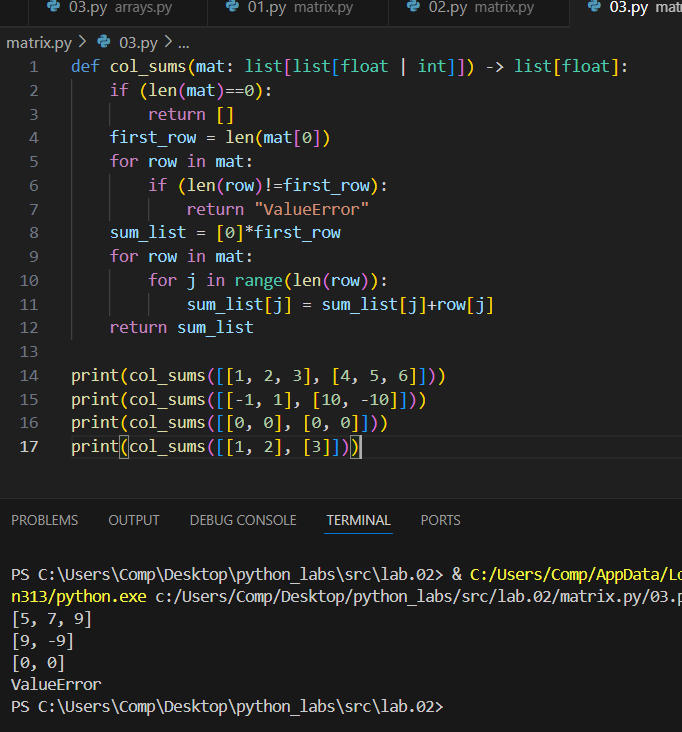 03.py arrays.py 01.py matrix.py 02.py matrix.py 03.py
matrix.py > 03.py > ...
1 def col_sums(mat: list[list[float | int]]) -> list[float]:
2     if (len(mat)==0):
3         return []
4     first_row = len(mat[0])
5     for row in mat:
6         if (len(row)!=first_row):
7             return "ValueError"
8     sum_list = [0]*first_row
9     for row in mat:
10         for j in range(len(row)):
11             sum_list[j] = sum_list[j]+row[j]
12     return sum_list
13
14 print(col_sums([[1, 2, 3], [4, 5, 6]]))
15 print(col_sums([[-1, 1], [10, -10]]))
16 print(col_sums([[0, 0], [0, 0]]))
17 print(col_sums([[1, 2], [3]]))
PROBLEMS OUTPUT DEBUG CONSOLE TERMINAL PORTS
PS C:\Users\Comp\Desktop\python_labs\src\lab.02> & C:/Users/Comp/AppData/Lo
n313/python.exe c:/Users/Comp/Desktop/python_labs/src/lab.02/matrix.py/03.p
[5, 7, 9]
[9, -9]
[0, 0]
ValueError
PS C:\Users\Comp\Desktop\python_labs\src\lab.02>